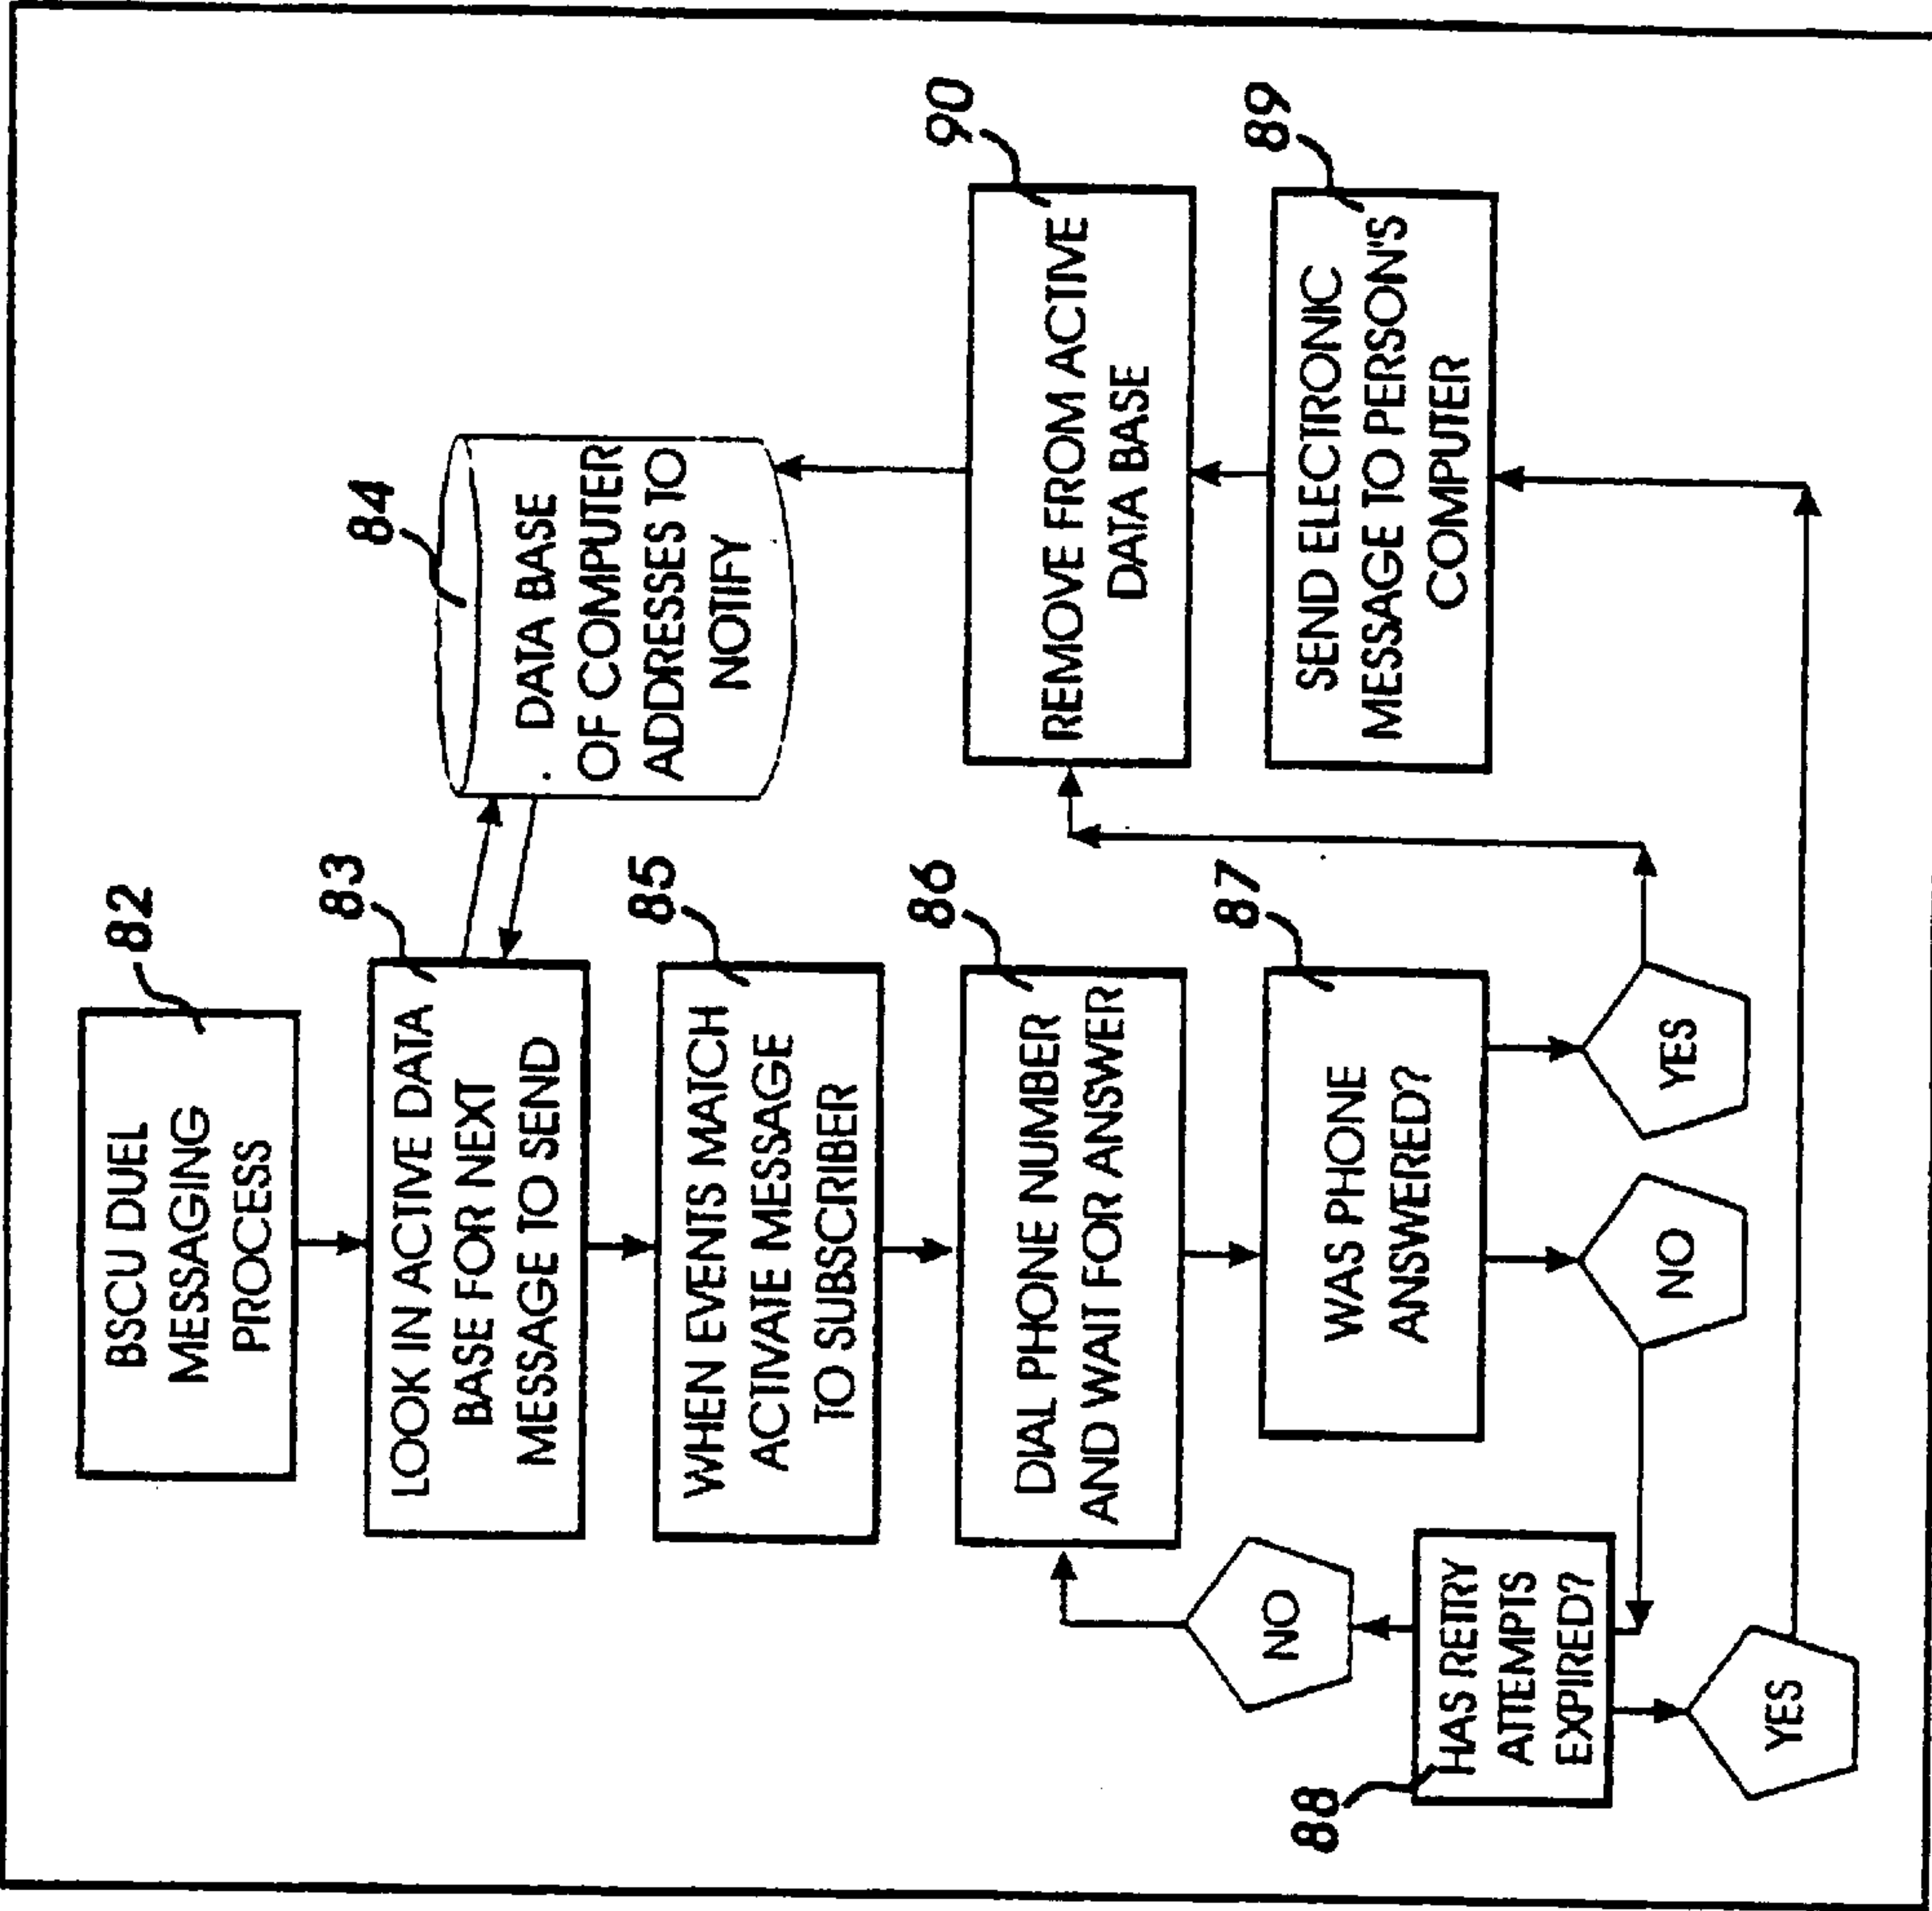 82
BSCU DUEL
MESSAGING
PROCESS
83
LOOK IN ACTIVE DATA
BASE FOR NEXT
MESSAGE TO SEND
84
DATA BASE
OF COMPUTER
ADDRESSES TO
NOTIFY
85
WHEN EVENTS MATCH
ACTIVATE MESSAGE
TO SUBSCRIBER
86
DIAL PHONE NUMBER
AND WAIT FOR ANSWER
87
WAS PHONE
ANSWERED?
NO
YES
88
HAS RETRY
ATTEMPTS
EXPIRED?
NO
YES
90
REMOVE FROM ACTIVE
DATA BASE
89
SEND ELECTRONIC
MESSAGE TO PERSON'S
COMPUTER